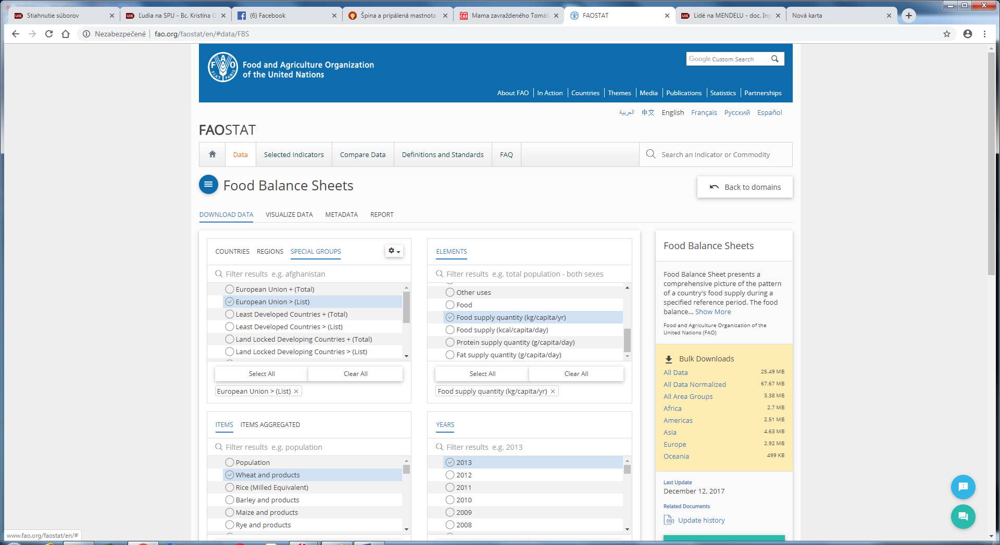 Stiahnutie súborov
Ľudia na SPU - Bc. Kristína G
(6) Facebook
Špina a pripálená mastnota
Mama zavraždeného Tomáš
FAOSTAT
Lidé na MENDELU - doc. Ing
Nová karta
Nezabezpečené
fao.org/faostat/en/#data/FBS
Food and Agriculture Organization
of the United Nations
Google Custom Search
About FAO
In Action
Countries
Themes
Media
Publications
Statistics
Partnerships
العربية
中文
English
Français
Русский
Español
FAOSTAT
Data
Selected Indicators
Compare Data
Definitions and Standards
FAQ
Search an Indicator or Commodity
Food Balance Sheets
Back to domains
DOWNLOAD DATA
VISUALIZE DATA
METADATA
REPORT
COUNTRIES
REGIONS
SPECIAL GROUPS
Filter results e.g. afghanistan
European Union + (Total)
European Union > (List)
Least Developed Countries + (Total)
Least Developed Countries > (List)
Land Locked Developing Countries + (Total)
Land Locked Developing Countries > (List)
Select All
Clear All
European Union > (List)
ELEMENTS
Filter results e.g. total population - both sexes
Other uses
Food
Food supply quantity (kg/capita/yr)
Food supply (kcal/capita/day)
Protein supply quantity (g/capita/day)
Fat supply quantity (g/capita/day)
Select All
Clear All
Food supply quantity (kg/capita/yr)
ITEMS
ITEMS AGGREGATED
Filter results e.g. population
Population
Wheat and products
Rice (Milled Equivalent)
Barley and products
Maize and products
Rye and products
YEARS
Filter results e.g. 2013
2013
2012
2011
2010
2009
2008
Food Balance Sheets
Food Balance Sheet presents a
comprehensive picture of the pattern
of a country's food supply during a
specified reference period. The food
balance... Show More
Food and Agriculture Organization of the
United Nations (FAO)
Bulk Downloads
All Data 25.49 MB
All Data Normalized 67.67 MB
All Area Groups 3.38 MB
Africa 2.7 MB
Americas 2.51 MB
Asia 4.63 MB
Europe 2.92 MB
Oceania 499 KB
Last Update
December 12, 2017
Related Documents
Update history
www.fao.org/faostat/en/#